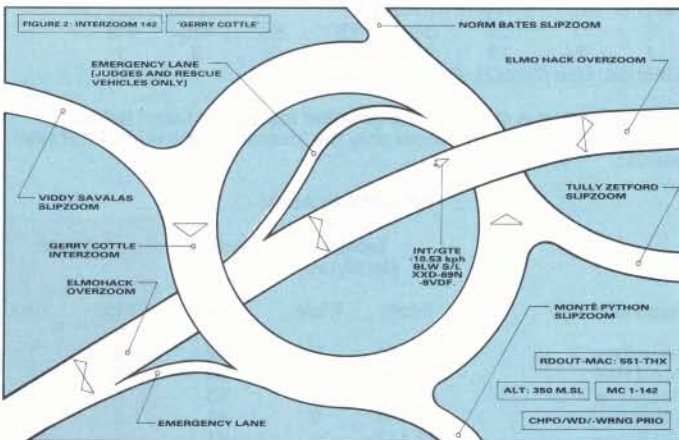 FIGURE 2: INTERZOOM 142
'GERRY COTTLE'
NORM BATES SLIPZOOM
EMERGENCY LANE
(JUDGES AND RESCUE
VEHICLES ONLY)
ELMO HACK OVERZOOM
VIDDY SAVALAS
SLIPZOOM
TULLY ZETFORD
SLIPZOOM
GERRY COTTLE
INTERZOOM
INT/GTE
-10.53 kph
BLW S/L
XXD-69N
-8VDF.
ELMOHACK
OVERZOOM
MONTÉ PYTHON
SLIPZOOM
RDOUT-MAC: 551-THX
ALT: 350 M.SL
MC 1-142
EMERGENCY LANE
CHPO/WD/-WRNG PRIO